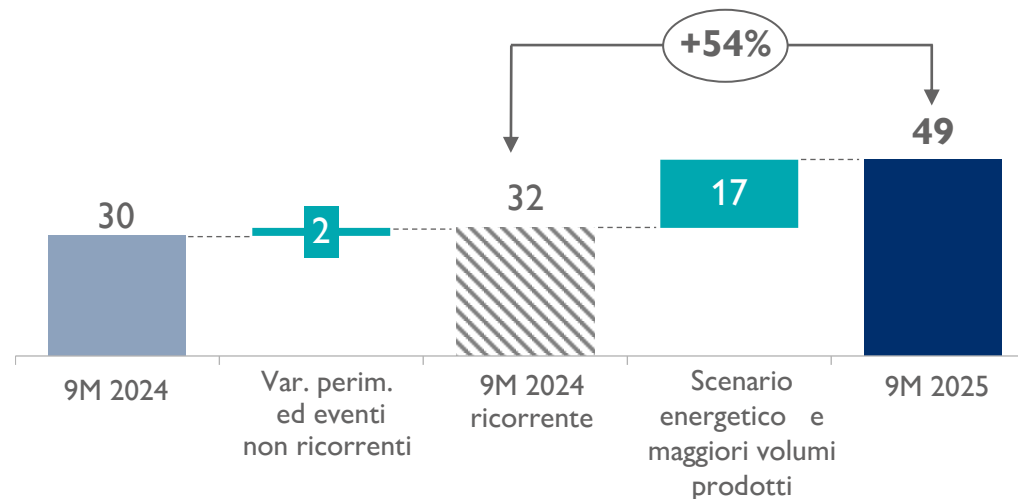 +54%
49
17
32
30
2
9M 2024
Var. perim.
ed eventi
non ricorrenti
9M 2024
ricorrente
Scenario
energetico e
maggiori volumi
prodotti
9M 2025